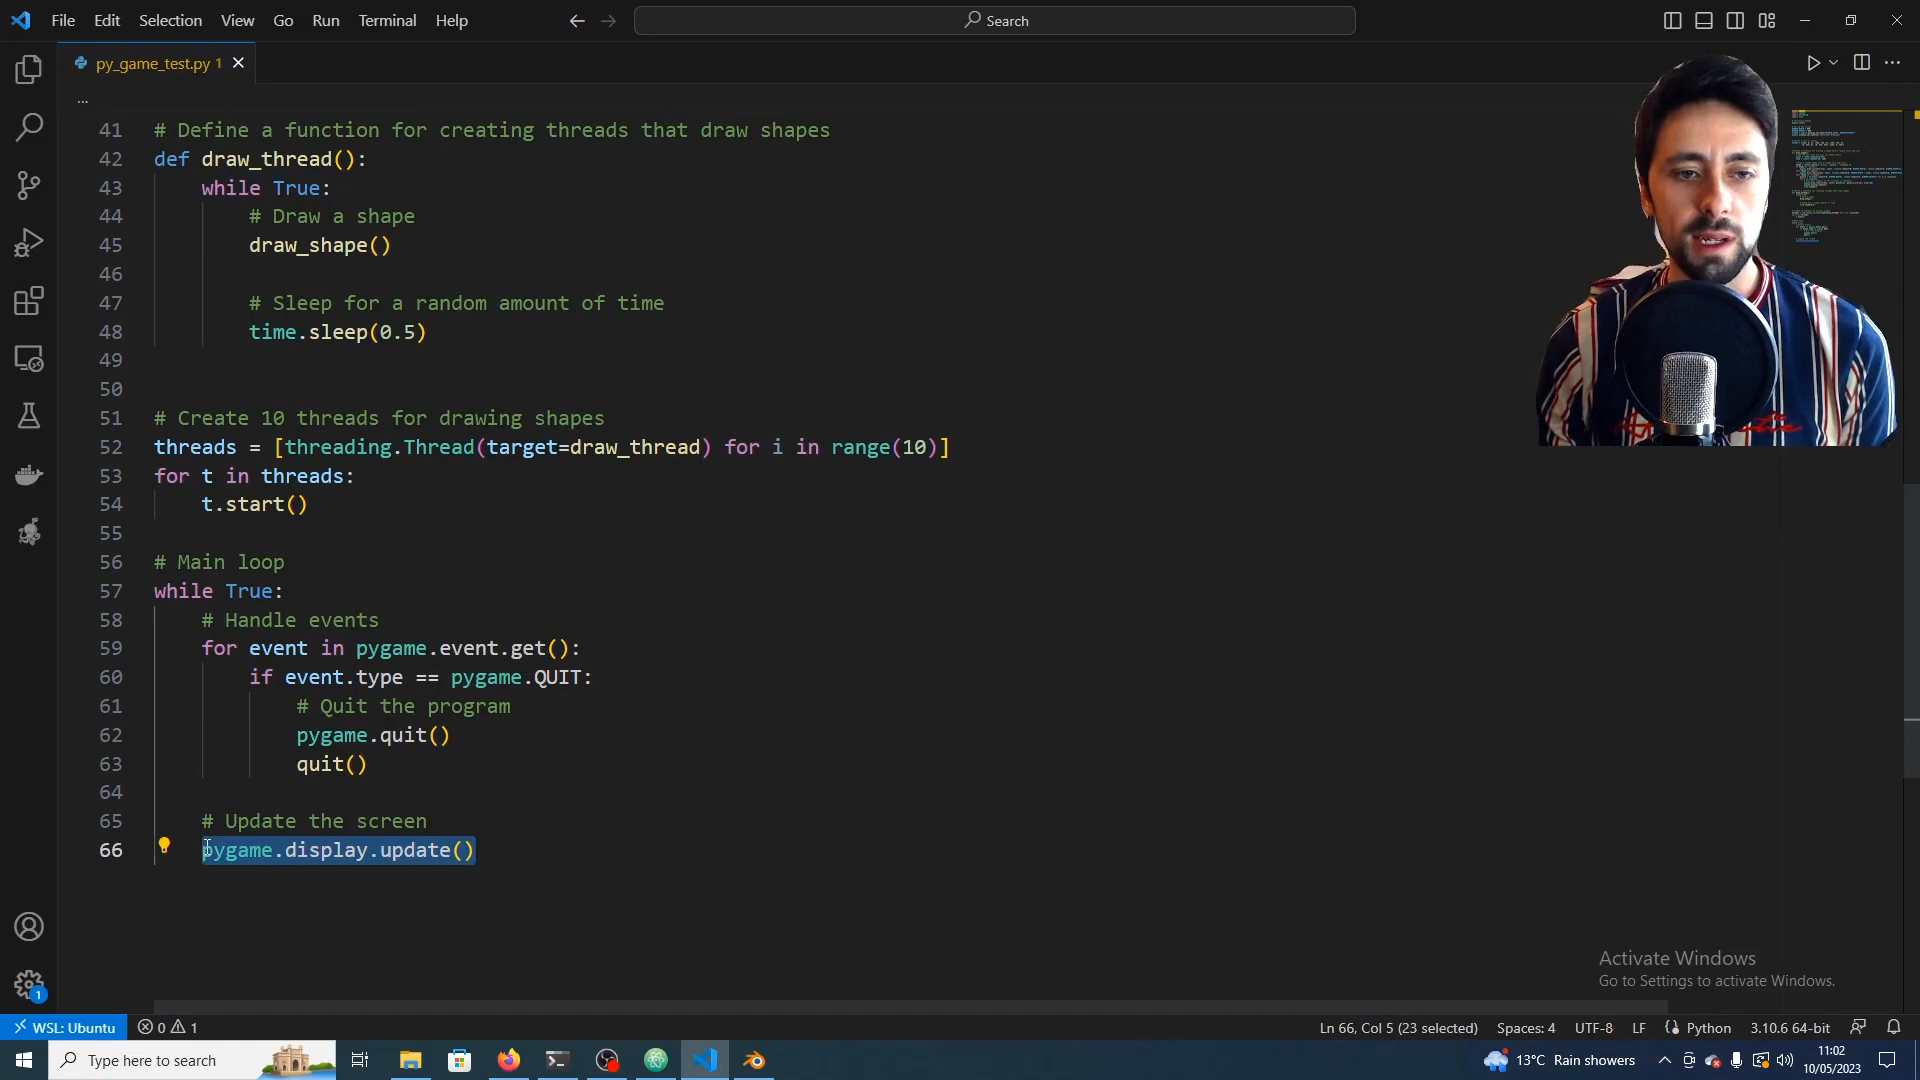 File Edit Selection View Go Run Terminal Help
Search
py_game_test.py 1
...
41 # Define a function for creating threads that draw shapes
42 def draw_thread():
43 while True:
44 # Draw a shape
45 draw_shape()
46
47 # Sleep for a random amount of time
48 time.sleep(0.5)
49
50
51 # Create 10 threads for drawing shapes
52 threads = [threading.Thread(target=draw_thread) for i in range(10)]
53 for t in threads:
54 t.start()
55
56 # Main loop
57 while True:
58 # Handle events
59 for event in pygame.event.get():
60 if event.type == pygame.QUIT:
61 # Quit the program
62 pygame.quit()
63 quit()
64
65 # Update the screen
66 pygame.display.update()
Activate Windows
Go to Settings to activate Windows.
1
WSL: Ubuntu 0 1 Ln 66, Col 5 (23 selected) Spaces: 4 UTF-8 LF Python 3.10.6 64-bit
Type here to search 13°C Rain showers 11:02
10/05/2023